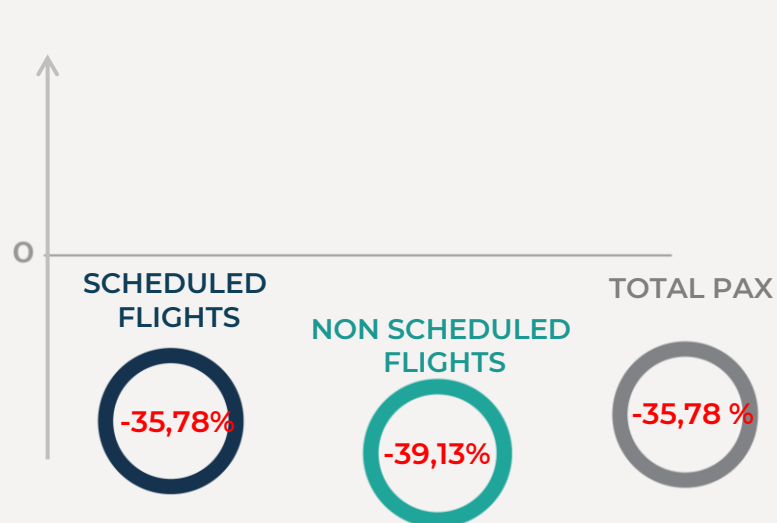 0
SCHEDULED
FLIGHTS
-35,78%
NON SCHEDULED
FLIGHTS
-39,13%
TOTAL PAX
-35,78 %